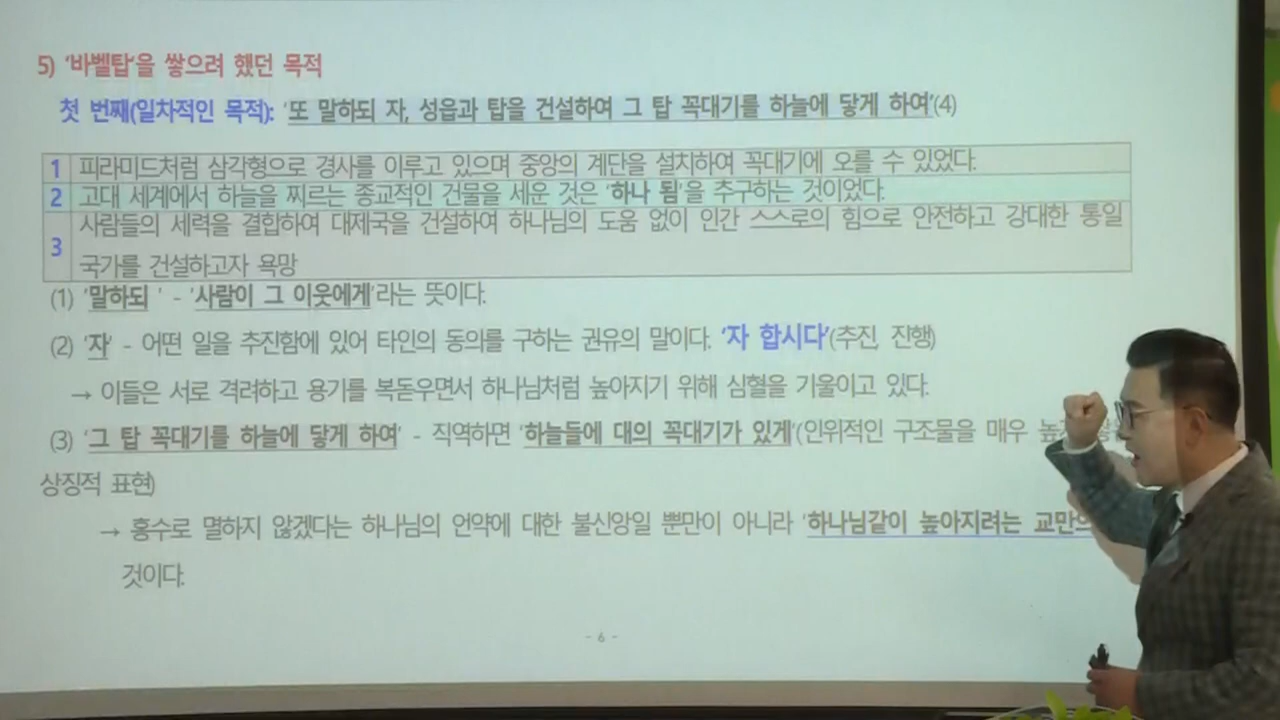 5) '바벨탑'을 쌓으려 했던 목적
첫 번째(일차적인 목적): '또 말하되 자, 성읍과 탑을 건설하여 그 탑 꼭대기를 하늘에 닿게 하여'(4)
1 피라미드처럼 삼각형으로 경사를 이루고 있으며 중앙의 계단을 설치하여 꼭대기에 오를 수 있었다.
2 고대 세계에서 하늘을 찌르는 종교적인 건물을 세운 것은 '하나 됨'을 추구하는 것이었다.
3 사람들의 세력을 결합하여 대제국을 건설하여 하나님의 도움 없이 인간 스스로의 힘으로 안전하고 강대한 통일
국가를 건설하고자 욕망
(1) '말하되 ' - '사람이 그 이웃에게'라는 뜻이다.
(2) '자' - 어떤 일을 추진함에 있어 타인의 동의를 구하는 권유의 말이다. '자 합시다'(추진, 진행)
→ 이들은 서로 격려하고 용기를 복돋우면서 하나님처럼 높아지기 위해 심혈을 기울이고 있다.
(3) '그 탑 꼭대기를 하늘에 닿게 하여' - 직역하면 '하늘들에 대의 꼭대기가 있게'(인위적인 구조물을 매우
상징적 표현)
→ 홍수로 멸하지 않겠다는 하나님의 언약에 대한 불신앙일 뿐만이 아니라 '하나님같이 높아지려는 교만
것이다.
- 6 -